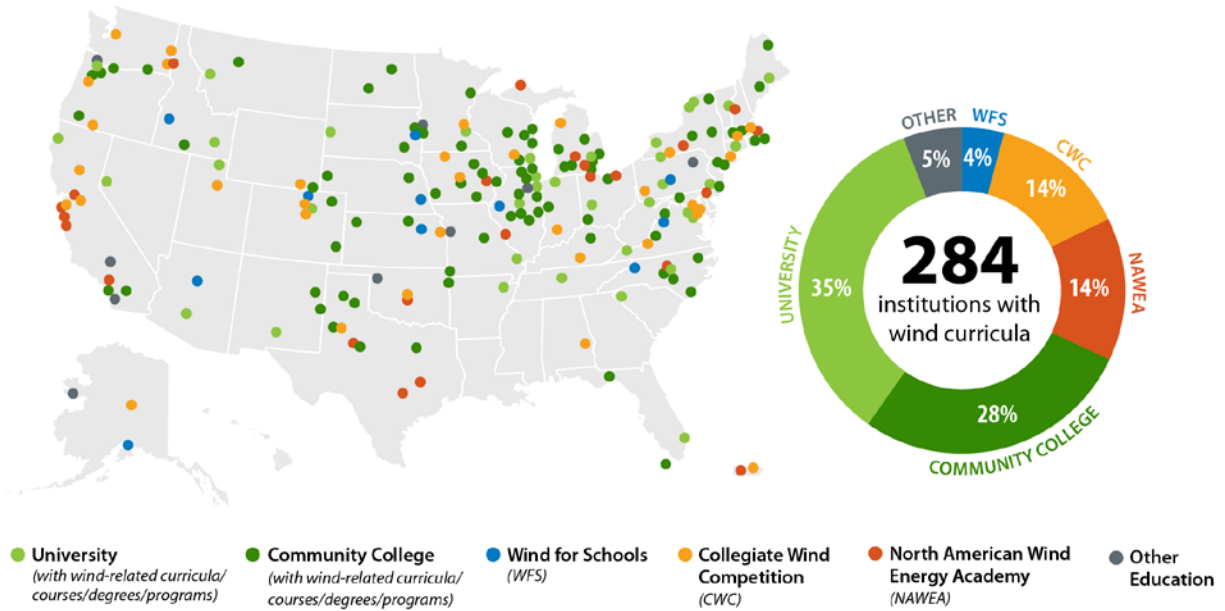 OTHER
WFS
CWC
NAWEA
COMMUNITY COLLEGE
UNIVERSITY
5%
4%
14%
14%
28%
35%
284
institutions with
wind curricula
University
(with wind-related curricula/
courses/degrees/programs)
Community College
(with wind-related curricula/
courses/degrees/programs)
Wind for Schools
(WFS)
Collegiate Wind
Competition
(CWC)
North American Wind
Energy Academy
(NAWEA)
Other
Education